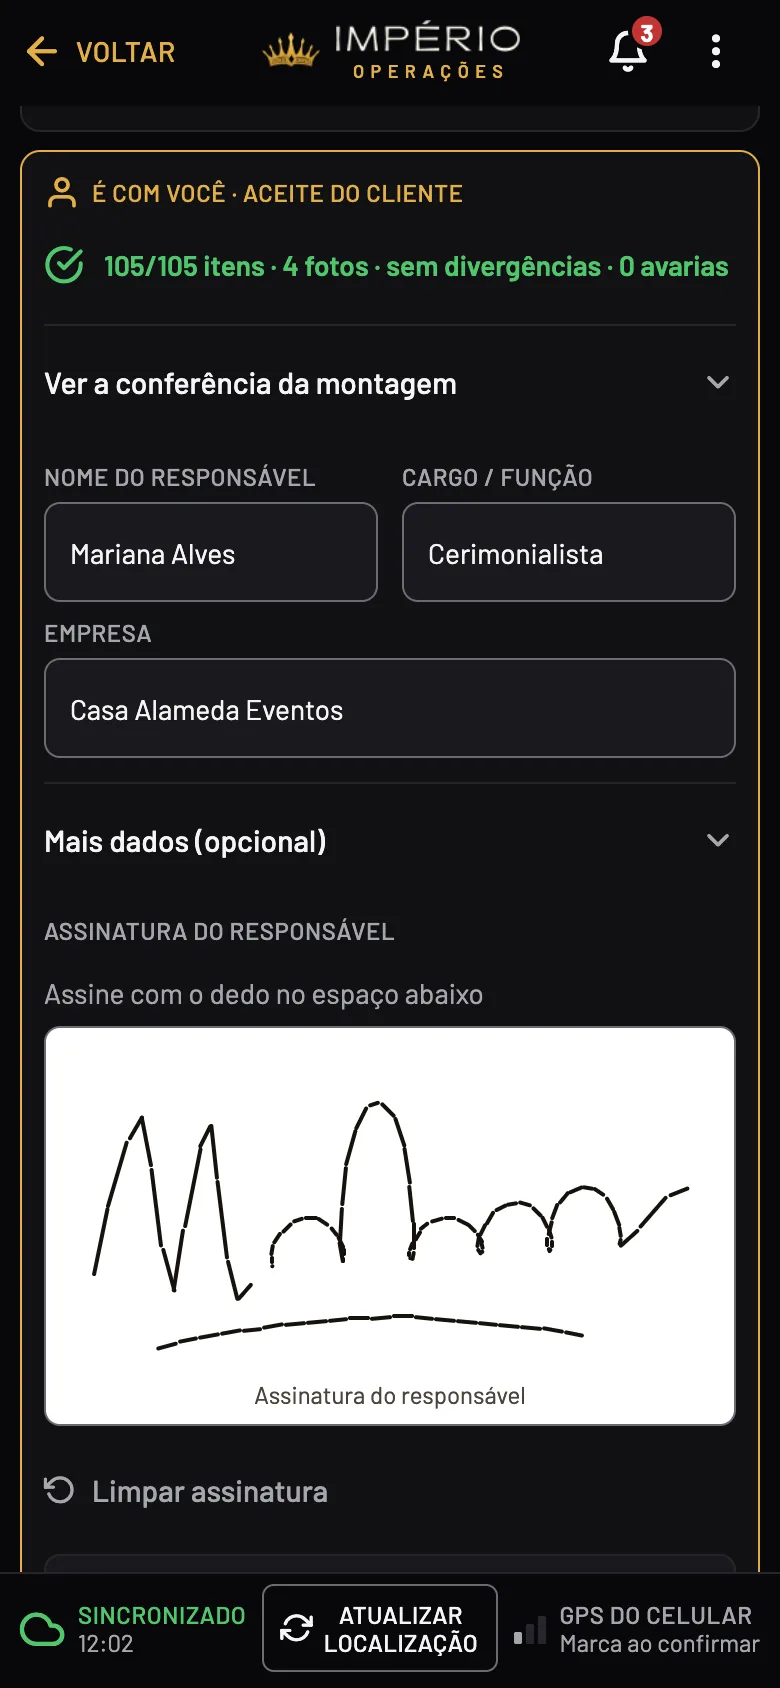 VOLTAR
IMPÉRIO
OPERAÇÕES
3
É COM VOCÊ · ACEITE DO CLIENTE
105/105 itens · 4 fotos · sem divergências · 0 avarias
Ver a conferência da montagem
NOME DO RESPONSÁVEL
CARGO / FUNÇÃO
Mariana Alves
Cerimonialista
EMPRESA
Casa Alameda Eventos
Mais dados (opcional)
ASSINATURA DO RESPONSÁVEL
Assine com o dedo no espaço abaixo
Assinatura do responsável
Limpar assinatura
SINCRONIZADO
12:02
ATUALIZAR
LOCALIZAÇÃO
GPS DO CELULAR
Marca ao confirmar